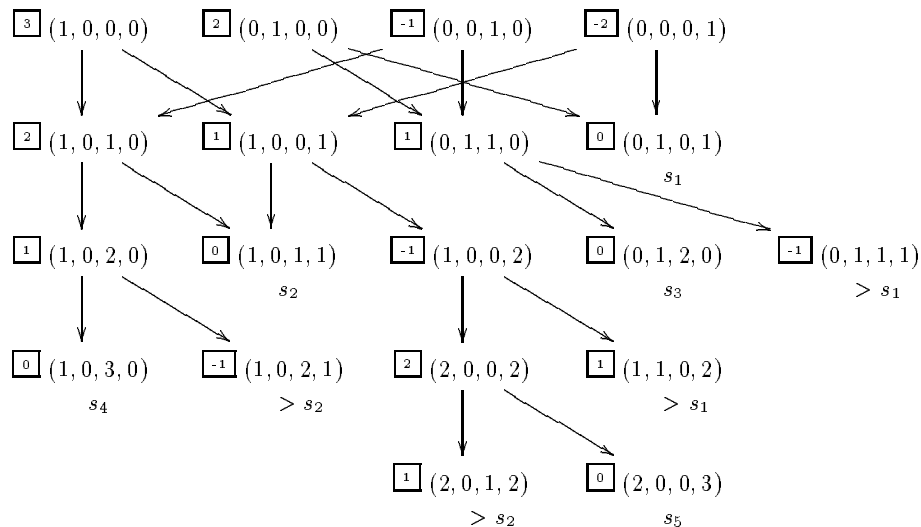 3 (1, 0, 0, 0) 2 (0, 1, 0, 0) -1 (0, 0, 1, 0) -2 (0, 0, 0, 1)
2 (1, 0, 1, 0) 1 (1, 0, 0, 1) 1 (0, 1, 1, 0) 0 (0, 1, 0, 1)
s₁
1 (1, 0, 2, 0) 0 (1, 0, 1, 1) -1 (1, 0, 0, 2) 0 (0, 1, 2, 0) -1 (0, 1, 1, 1)
s₂ s₃ > s₁
0 (1, 0, 3, 0) -1 (1, 0, 2, 1) 2 (2, 0, 0, 2) 1 (1, 1, 0, 2)
s₄ > s₂ > s₁
1 (2, 0, 1, 2) 0 (2, 0, 0, 3)
> s₂ s₅